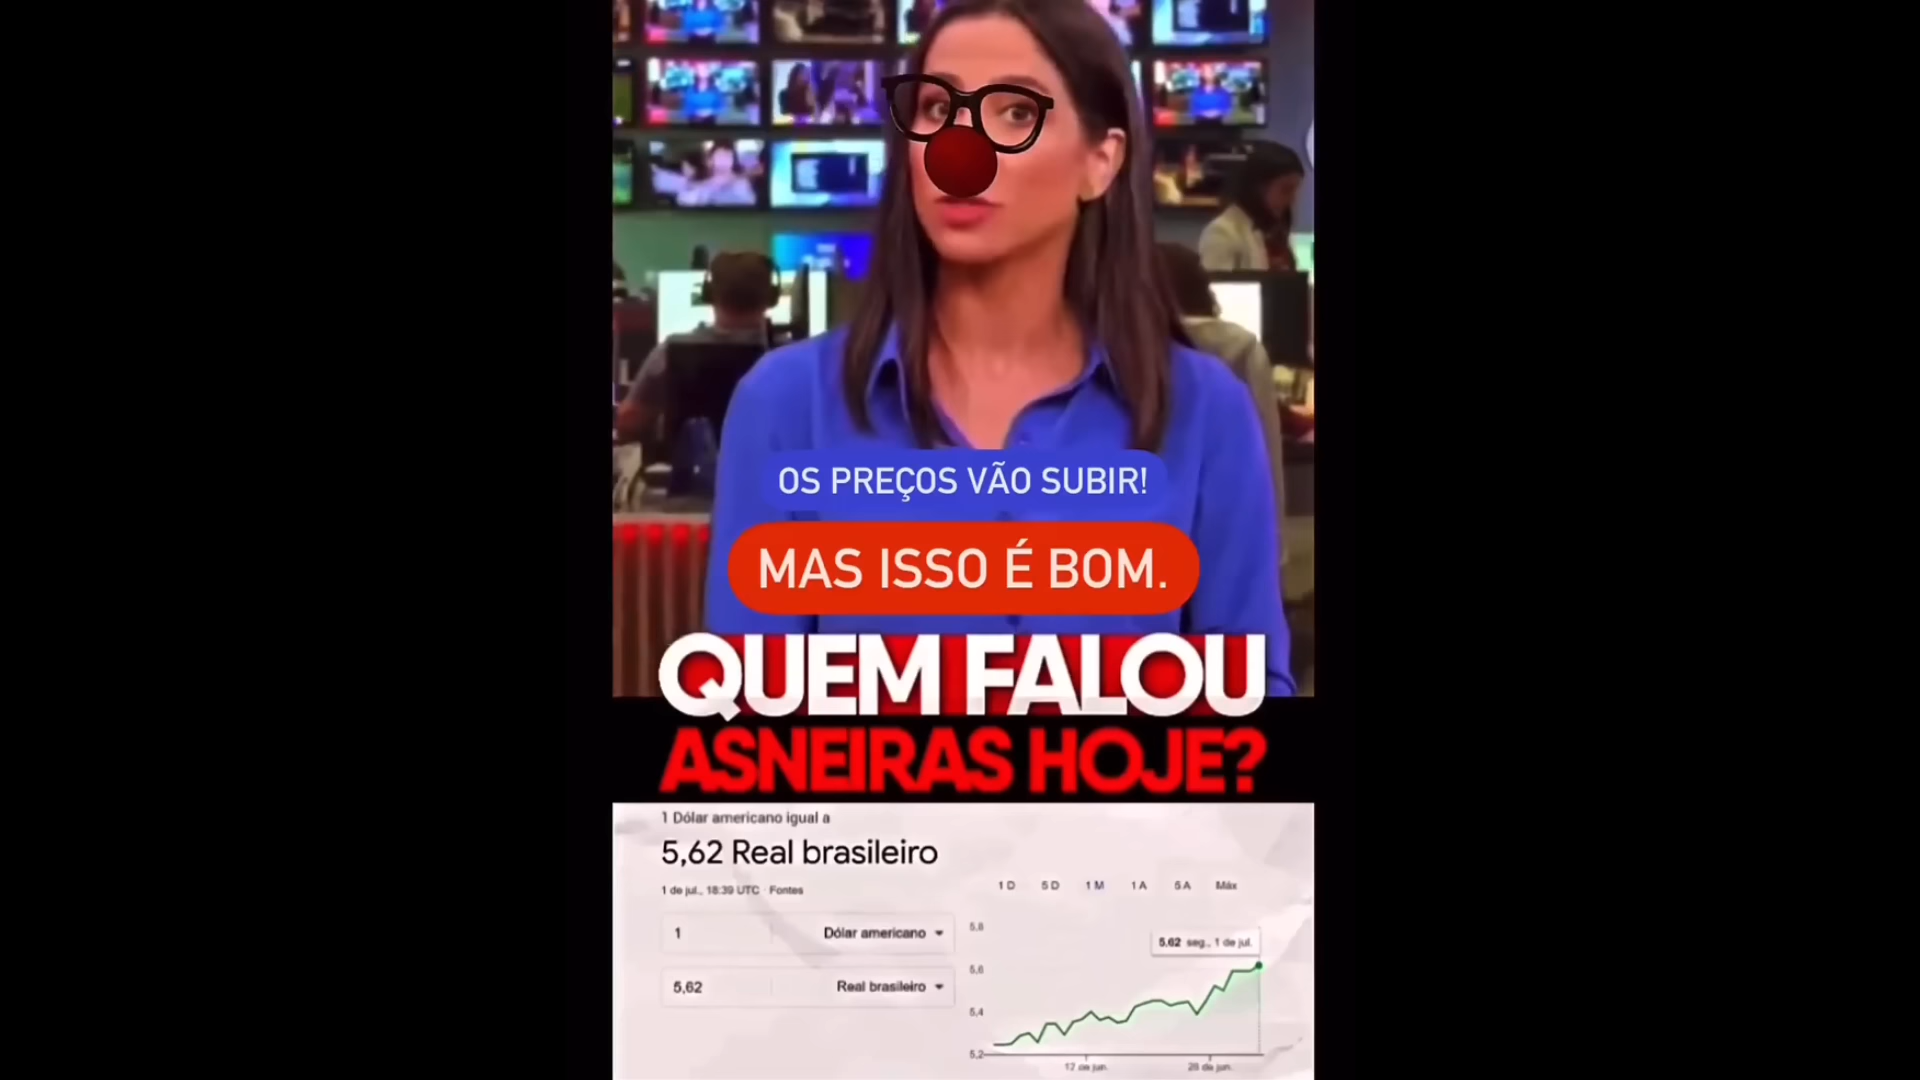 OS PREÇOS VÃO SUBIR!
MAS ISSO É BOM.
QUEM FALOU
ASNEIRAS HOJE?
1 Dólar americano igual a
5,62 Real brasileiro
1 de jul., 18:39 UTC · Fontes
1 D 5 D 1 M 1 A 5 A Máx
1 Dólar americano
5,62 Real brasileiro
5,8
5.62 seg., 1 de jul.
5,6
5,4
5,2
12 de jun. 28 de jun.